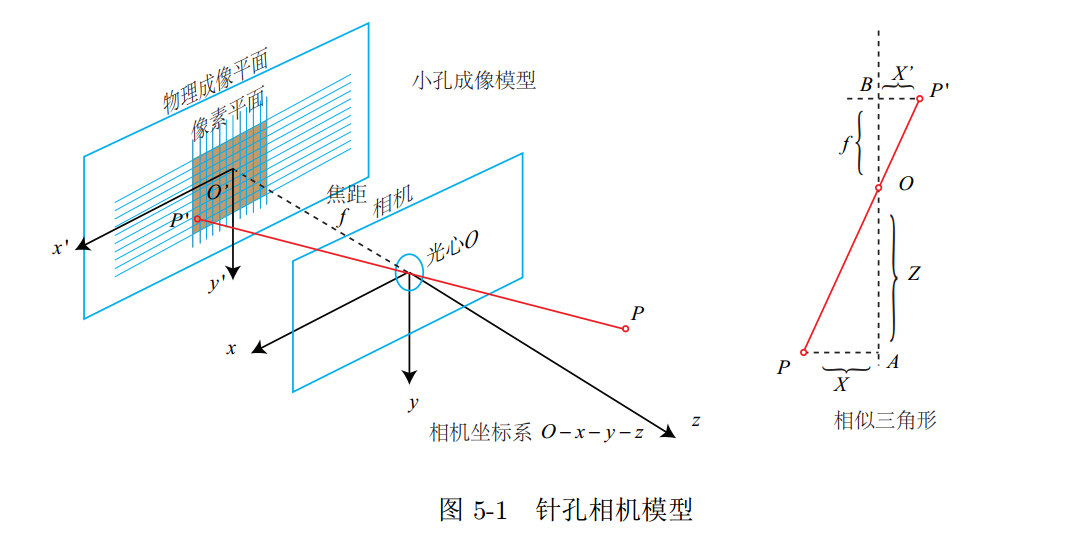 物理成像平面
像素平面
小孔成像模型
O'
P'
x'
y'
焦距
f
相机
光心O
P
x
y
z
相机坐标系 O－x－y－z
B
X'
P'
f
O
Z
P
X
A
相似三角形
图 5-1 针孔相机模型